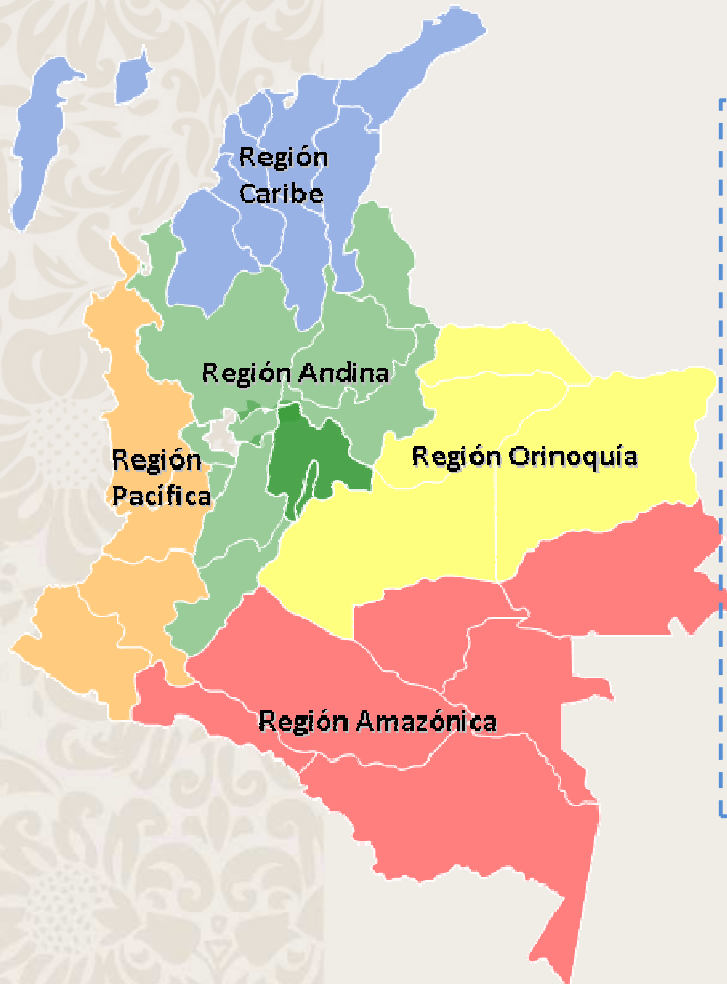 Región
Caribe
Región Andina
Región
Pacífica
Región Orinoquía
Región Amazónica